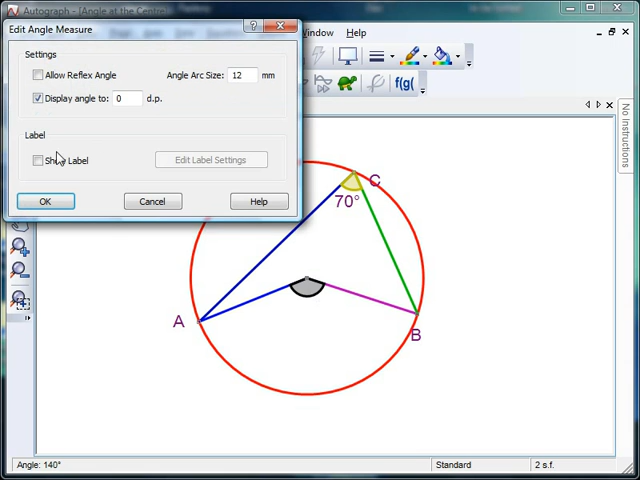 Autograph - [Angle at the Centre]
Edit Angle Measure
?
Window Help
Settings
Allow Reflex Angle
Angle Arc Size: 12 mm
Display angle to: 0 d.p.
f(g(
Label
Show Label
Edit Label Settings
OK
Cancel
Help
No Instructions
C
70°
A
B
Angle: 140°
Standard
2 s.f.